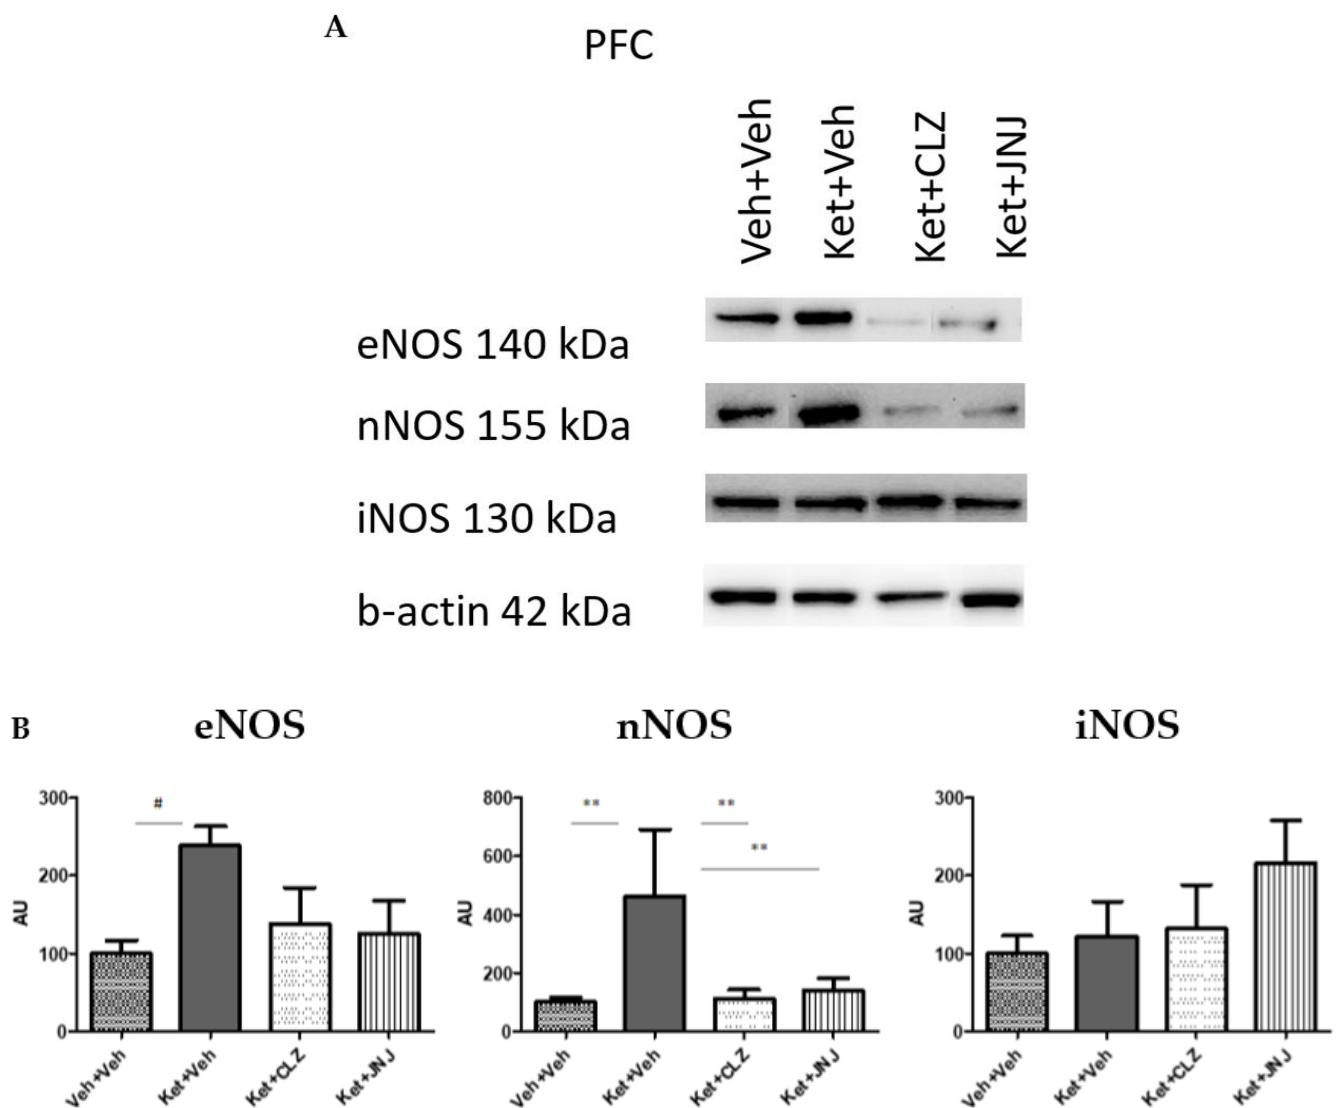 A
PFC
Veh+Veh
Ket+Veh
Ket+CLZ
Ket+JNJ
eNOS 140 kDa
nNOS 155 kDa
iNOS 130 kDa
b-actin 42 kDa
B
eNOS
300
200
100
0
AU
#
Veh+Veh
Ket+Veh
Ket+CLZ
Ket+JNJ
nNOS
800
600
400
200
0
AU
**
**
**
Veh+Veh
Ket+Veh
Ket+CLZ
Ket+JNJ
iNOS
300
200
100
0
AU
Veh+Veh
Ket+Veh
Ket+CLZ
Ket+JNJ